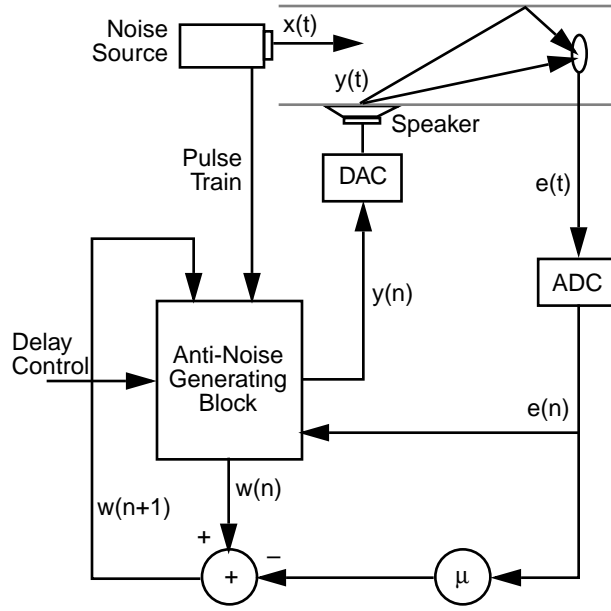 Noise
Source
x(t)
y(t)
Speaker
Pulse
Train
DAC
e(t)
y(n)
ADC
Delay
Control
Anti-Noise
Generating
Block
e(n)
w(n)
w(n+1)
+
–
+
μ